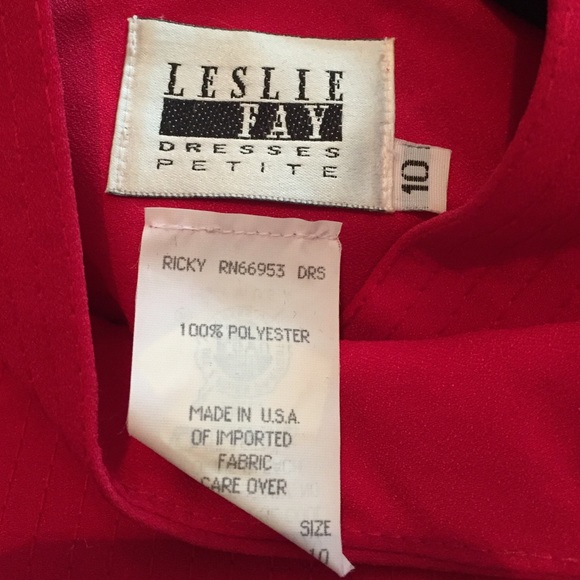 LESLIE
FAY
DRESSES
PETITE
10
RICKY RN66953 DRS
100% POLYESTER
MADE IN U.S.A.
OF IMPORTED
FABRIC
CARE OVER
SIZE
10